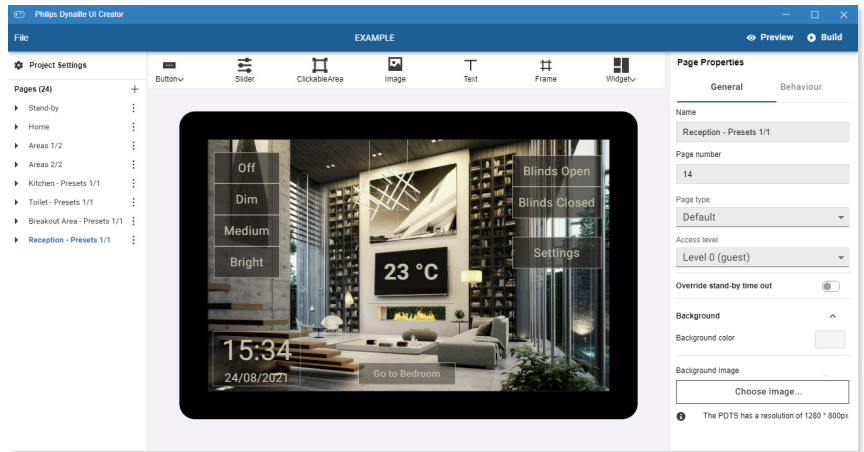 Philips Dynalite UI Creator
File
EXAMPLE
Preview
Build
Project Settings
Pages (24)
Stand-by
Home
Areas 1/2
Areas 2/2
Kitchen - Presets 1/1
Toilet - Presets 1/1
Breakout Area - Presets 1/1
Reception - Presets 1/1
Button
Slider
ClickableArea
Image
Text
Frame
Widget
Off
Dim
Medium
Bright
Blinds Open
Blinds Closed
Settings
23 °C
15:34
24/08/2021
Go to Bedroom
Page Properties
General
Behaviour
Name
Reception - Presets 1/1
Page number
14
Page type
Default
Access level
Level 0 (guest)
Override stand-by time out
Background
Background color
Background Image
Choose image...
The PDTS has a resolution of 1280 * 800px